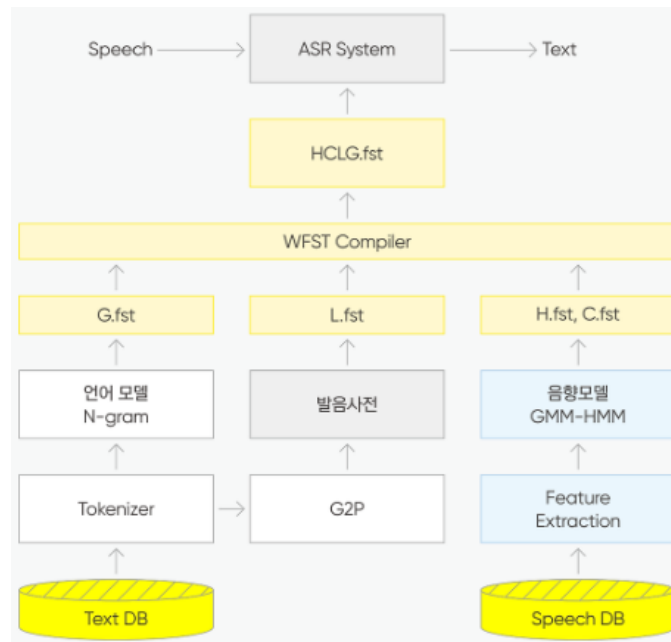 Speech
ASR System
Text
HCLG.fst
WFST Compiler
G.fst
L.fst
H.fst, C.fst
언어 모델
N-gram
발음사전
음향모델
GMM-HMM
Tokenizer
G2P
Feature
Extraction
Text DB
Speech DB